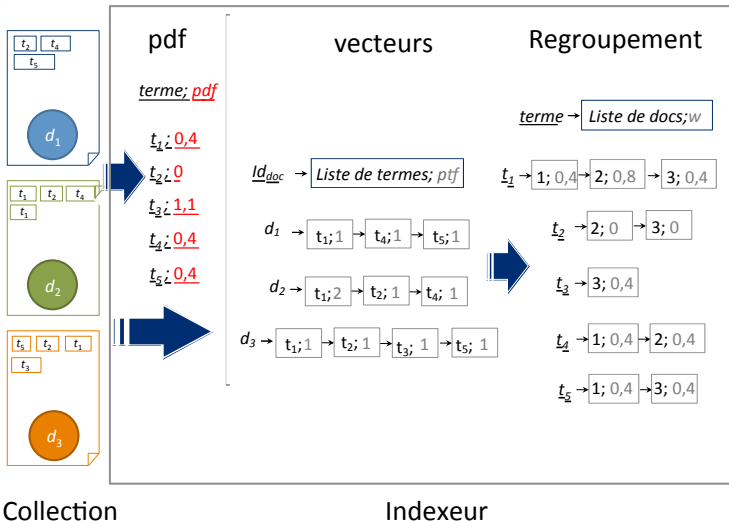 pdf
vecteurs
Regroupement
t2 t4
t5
d1
t1 t2 t4
t1
d2
t5 t2 t1
t3
d3
terme; pdf
t1; 0,4
t2; 0
t3; 1,1
t4; 0,4
t5; 0,4
Id doc → Liste de termes; ptf
d1 → t1;1 → t4;1 → t5;1
d2 → t1;2 → t2; 1 → t4; 1
d3 → t1;1 → t2; 1 → t3; 1 → t5; 1
terme → Liste de docs;w
t1 → 1; 0,4 → 2; 0,8 → 3; 0,4
t2 → 2; 0 → 3; 0
t3 → 3; 0,4
t4 → 1; 0,4 → 2; 0,4
t5 → 1; 0,4 → 3; 0,4
Collection
Indexeur